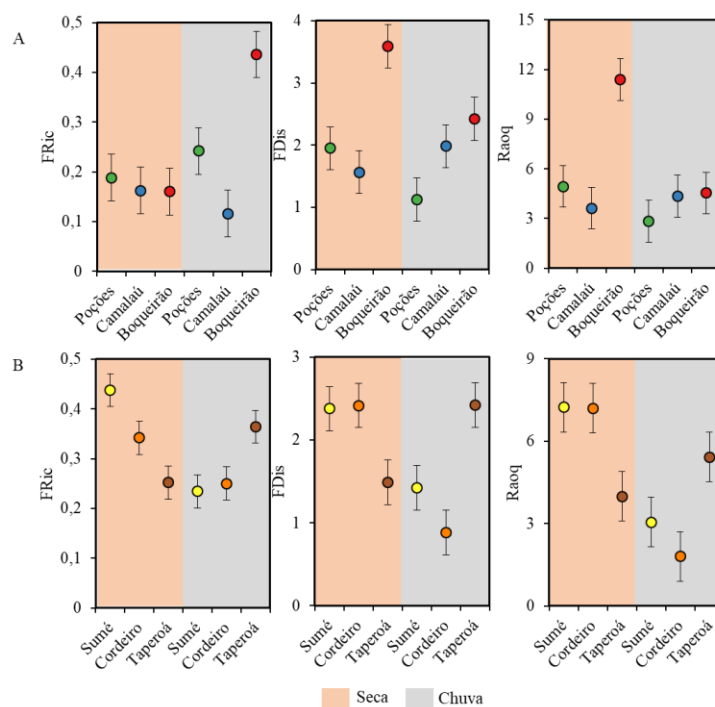 A
FRic
0,5
0,4
0,3
0,2
0,1
0
Poções
Camalaú
Boqueirão
Poções
Camalaú
Boqueirão
FDis
4
3
2
1
0
Poções
Camalaú
Boqueirão
Poções
Camalaú
Boqueirão
Raoq
15
12
9
6
3
0
Poções
Camalaú
Boqueirão
Poções
Camalaú
Boqueirão
B
FRic
0,5
0,4
0,3
0,2
0,1
0
Sumé
Cordeiro
Taperoá
Sumé
Cordeiro
Taperoá
FDis
3
2
1
0
Sumé
Cordeiro
Taperoá
Sumé
Cordeiro
Taperoá
Raoq
9
6
3
0
Sumé
Cordeiro
Taperoá
Sumé
Cordeiro
Taperoá
Seca
Chuva